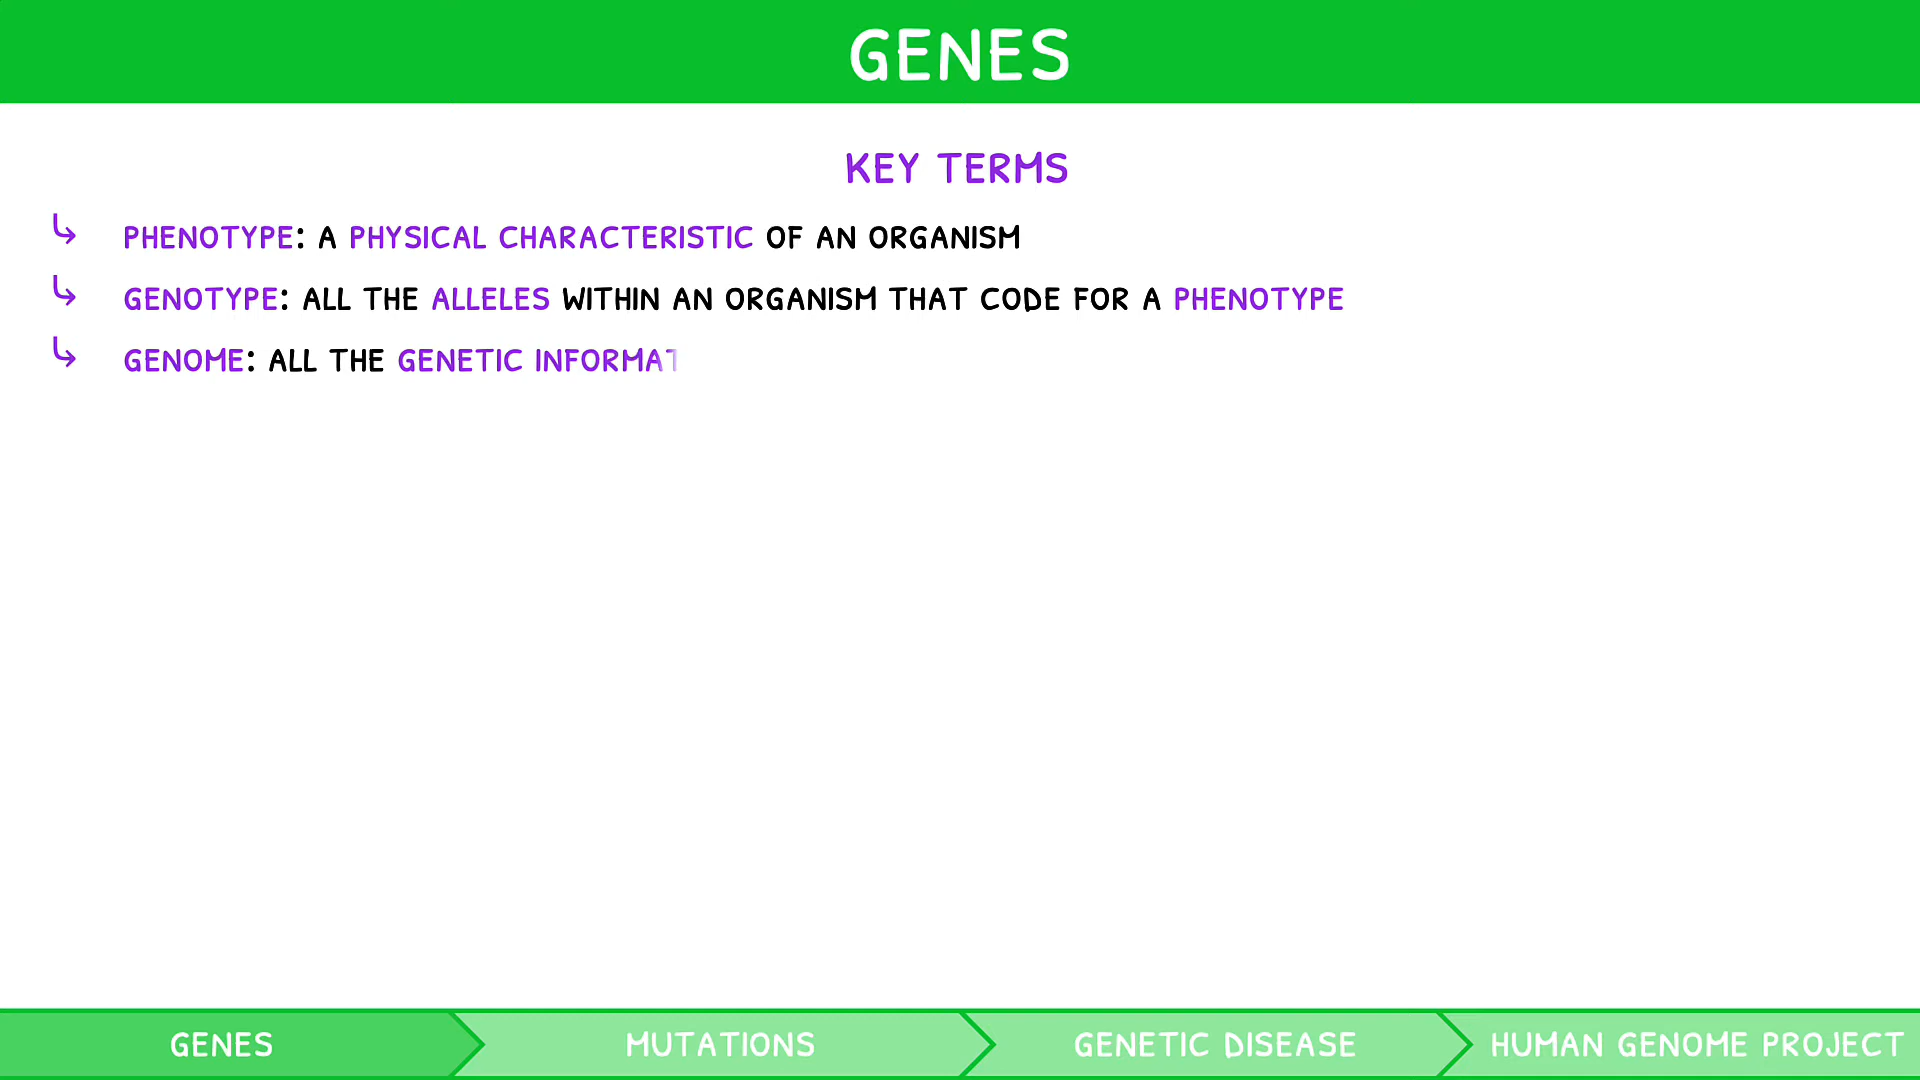 GENES
KEY TERMS
↳ PHENOTYPE: A PHYSICAL CHARACTERISTIC OF AN ORGANISM
↳ GENOTYPE: ALL THE ALLELES WITHIN AN ORGANISM THAT CODE FOR A PHENOTYPE
↳ GENOME: ALL THE GENETIC INFORMAT
GENES
MUTATIONS
GENETIC DISEASE
HUMAN GENOME PROJECT